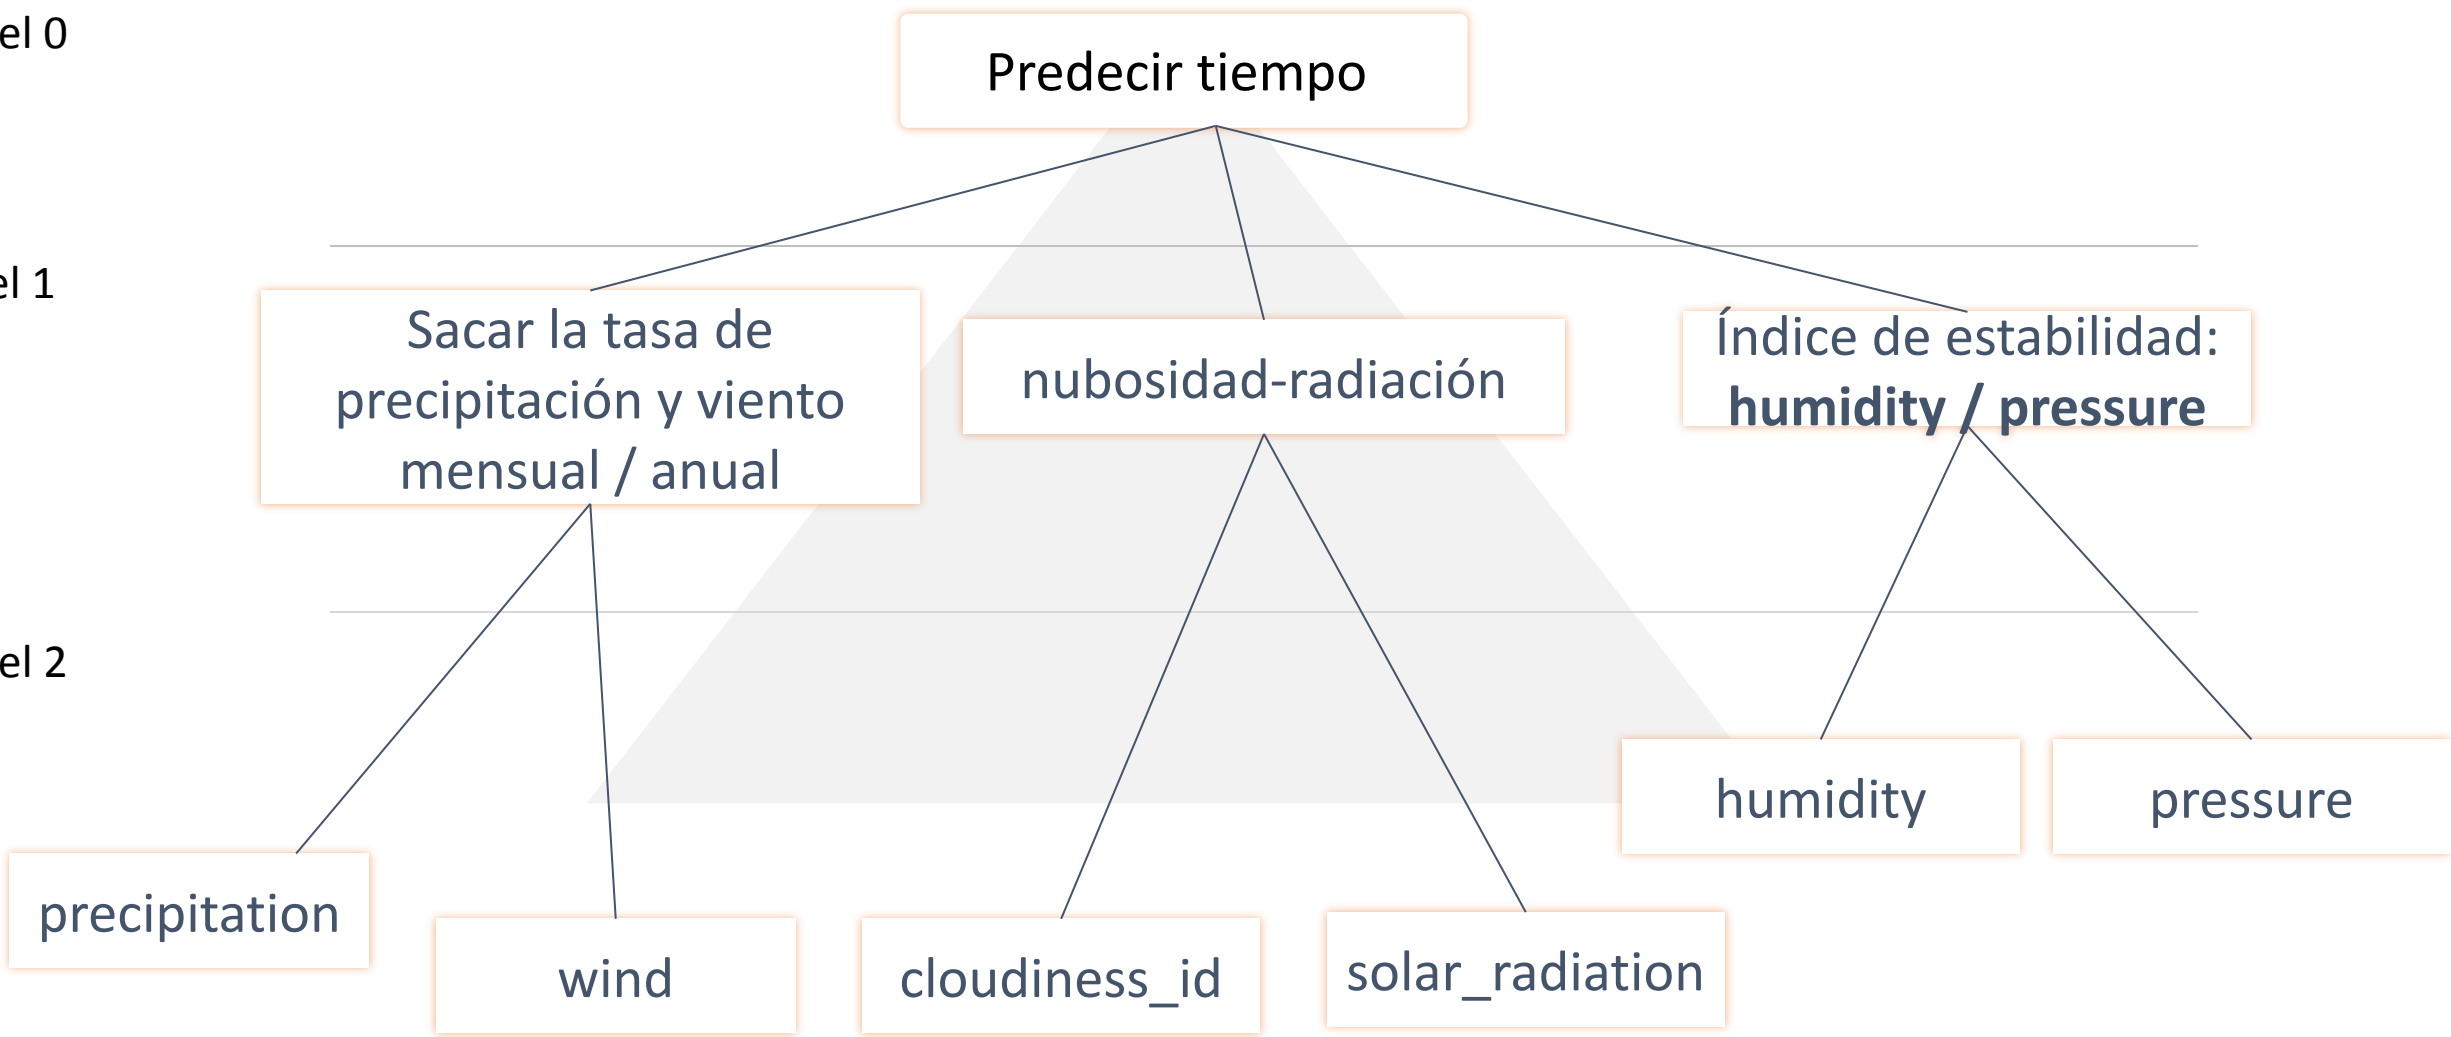 el 0
Predecir tiempo
el 1
Sacar la tasa de
precipitación y viento
mensual / anual
nubosidad-radiación
Índice de estabilidad:
humidity / pressure
el 2
humidity
pressure
precipitation
wind
cloudiness_id
solar_radiation